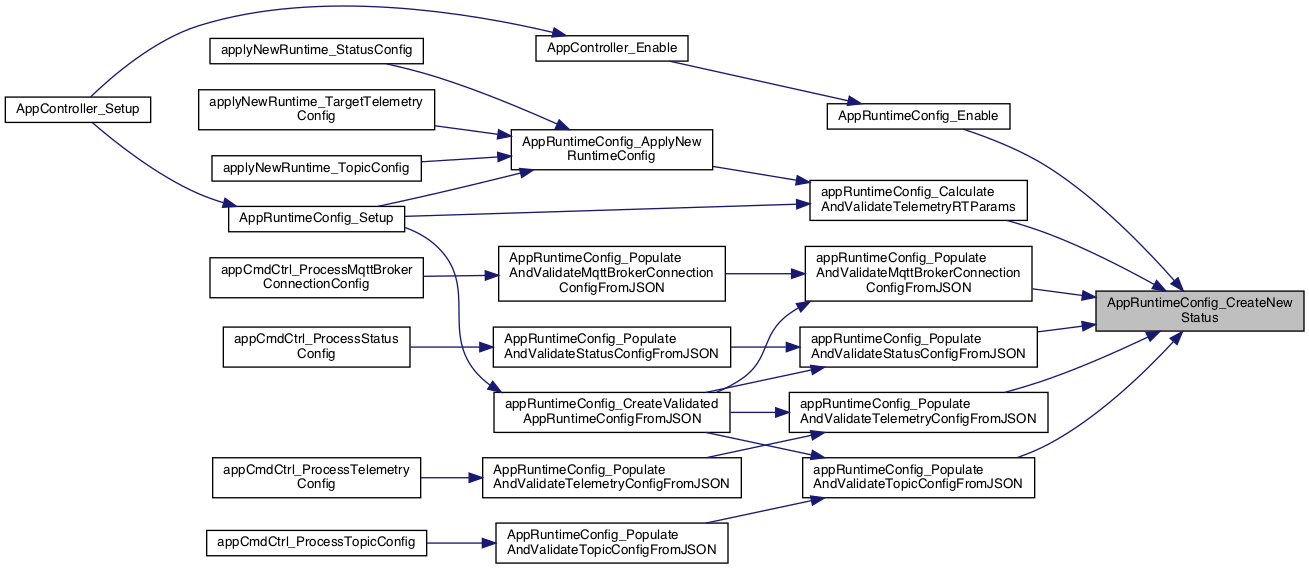 AppController_Enable
applyNewRuntime_StatusConfig
AppController_Setup
applyNewRuntime_TargetTelemetry
Config
AppRuntimeConfig_Enable
AppRuntimeConfig_ApplyNew
RuntimeConfig
applyNewRuntime_TopicConfig
appRuntimeConfig_Calculate
AndValidateTelemetryRTParams
AppRuntimeConfig_Setup
appCmdCtrl_ProcessMqttBroker
ConnectionConfig
AppRuntimeConfig_Populate
AndValidateMqttBrokerConnection
ConfigFromJSON
appRuntimeConfig_Populate
AndValidateMqttBrokerConnection
ConfigFromJSON
AppRuntimeConfig_CreateNew
Status
appCmdCtrl_ProcessStatus
Config
AppRuntimeConfig_Populate
AndValidateStatusConfigFromJSON
appRuntimeConfig_Populate
AndValidateStatusConfigFromJSON
appRuntimeConfig_CreateValidated
AppRuntimeConfigFromJSON
appRuntimeConfig_Populate
AndValidateTelemetryConfigFromJSON
appCmdCtrl_ProcessTelemetry
Config
AppRuntimeConfig_Populate
AndValidateTelemetryConfigFromJSON
appRuntimeConfig_Populate
AndValidateTopicConfigFromJSON
appCmdCtrl_ProcessTopicConfig
AppRuntimeConfig_Populate
AndValidateTopicConfigFromJSON